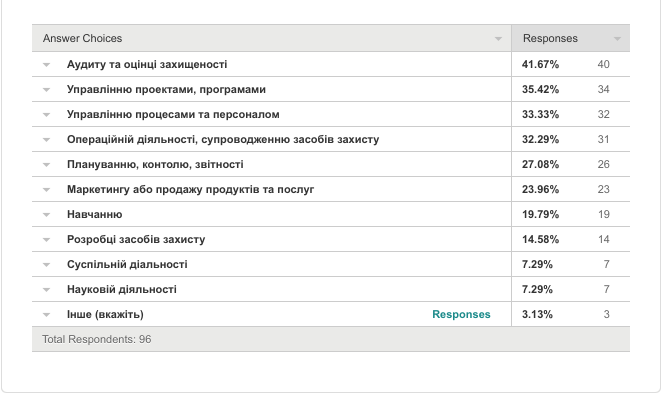 Answer Choices Responses
Аудиту та оцінці захищеності 41.67% 40
Управлінню проектами, програмами 35.42% 34
Управлінню процесами та персоналом 33.33% 32
Операційній діяльності, супроводженню засобів захисту 32.29% 31
Плануванню, контолю, звітності 27.08% 26
Маркетингу або продажу продуктів та послуг 23.96% 23
Навчанню 19.79% 19
Розробці засобів захисту 14.58% 14
Суспільній діальності 7.29% 7
Науковій діяльності 7.29% 7
Інше (вкажіть) Responses 3.13% 3
Total Respondents: 96